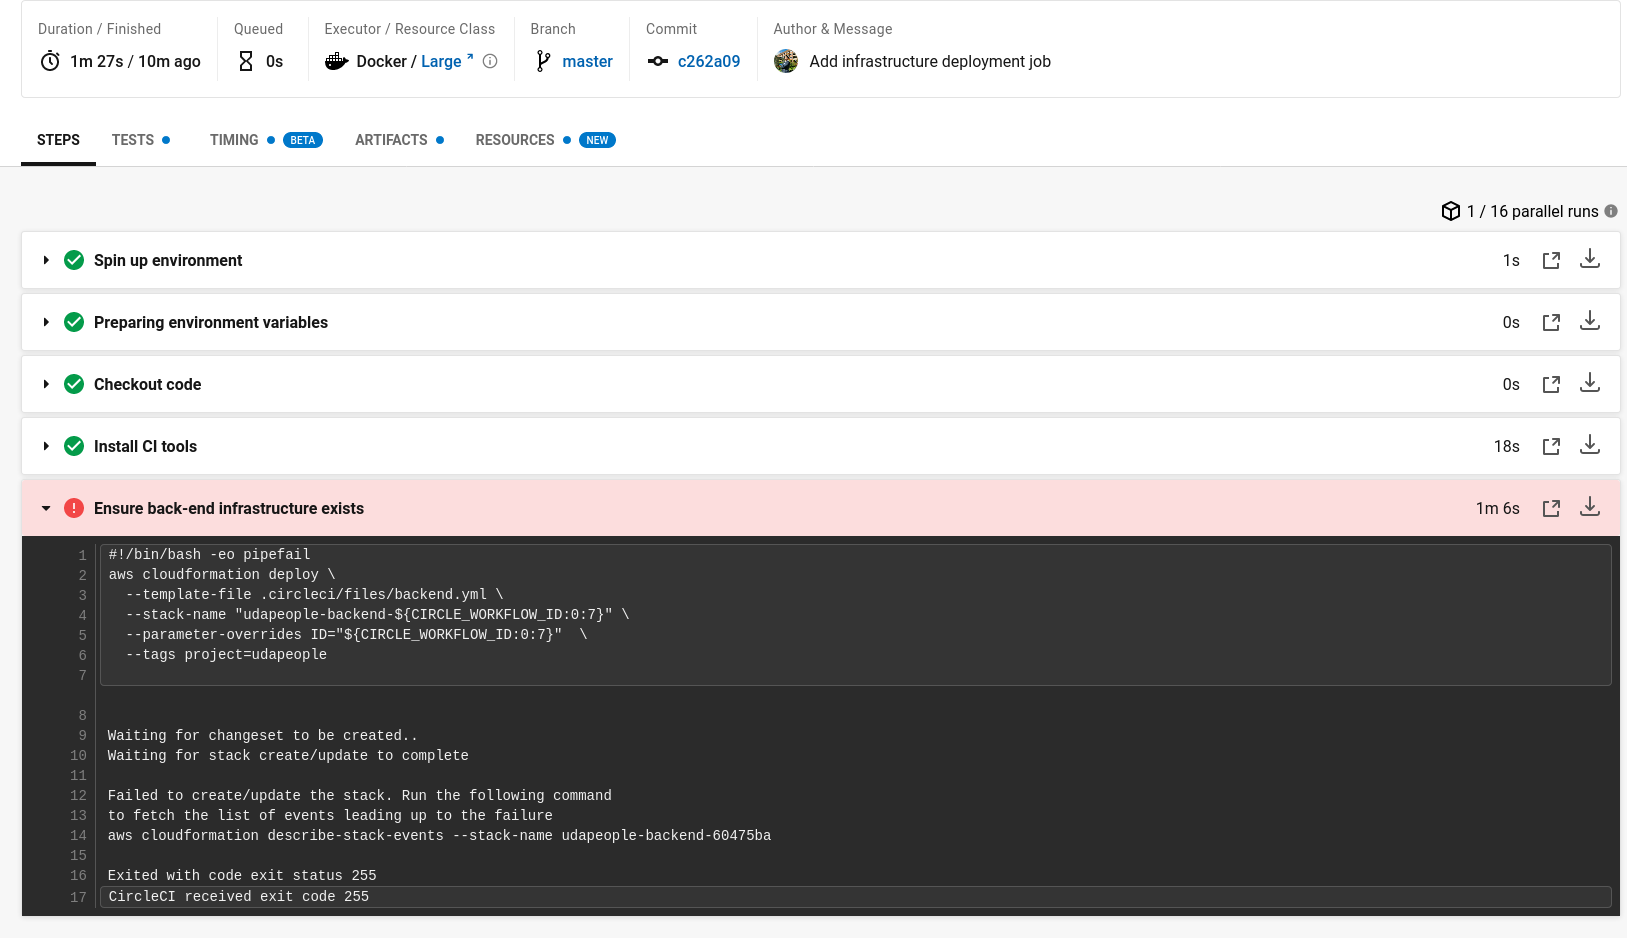 Duration / Finished
Queued
Executor / Resource Class
Branch
Commit
Author & Message
1m 27s / 10m ago
0s
Docker / Large
master
c262a09
Add infrastructure deployment job
STEPS
TESTS
TIMING
BETA
ARTIFACTS
RESOURCES
NEW
1 / 16 parallel runs
Spin up environment
1s
Preparing environment variables
0s
Checkout code
0s
Install CI tools
18s
Ensure back-end infrastructure exists
1m 6s
1 #!/bin/bash -eo pipefail
2 aws cloudformation deploy \
3   --template-file .circleci/files/backend.yml \
4   --stack-name "udapeople-backend-${CIRCLE_WORKFLOW_ID:0:7}" \
5   --parameter-overrides ID="${CIRCLE_WORKFLOW_ID:0:7}"  \
6   --tags project=udapeople
7
8
9 Waiting for changeset to be created..
10 Waiting for stack create/update to complete
11
12 Failed to create/update the stack. Run the following command
13 to fetch the list of events leading up to the failure
14 aws cloudformation describe-stack-events --stack-name udapeople-backend-60475ba
15
16 Exited with code exit status 255
17 CircleCI received exit code 255